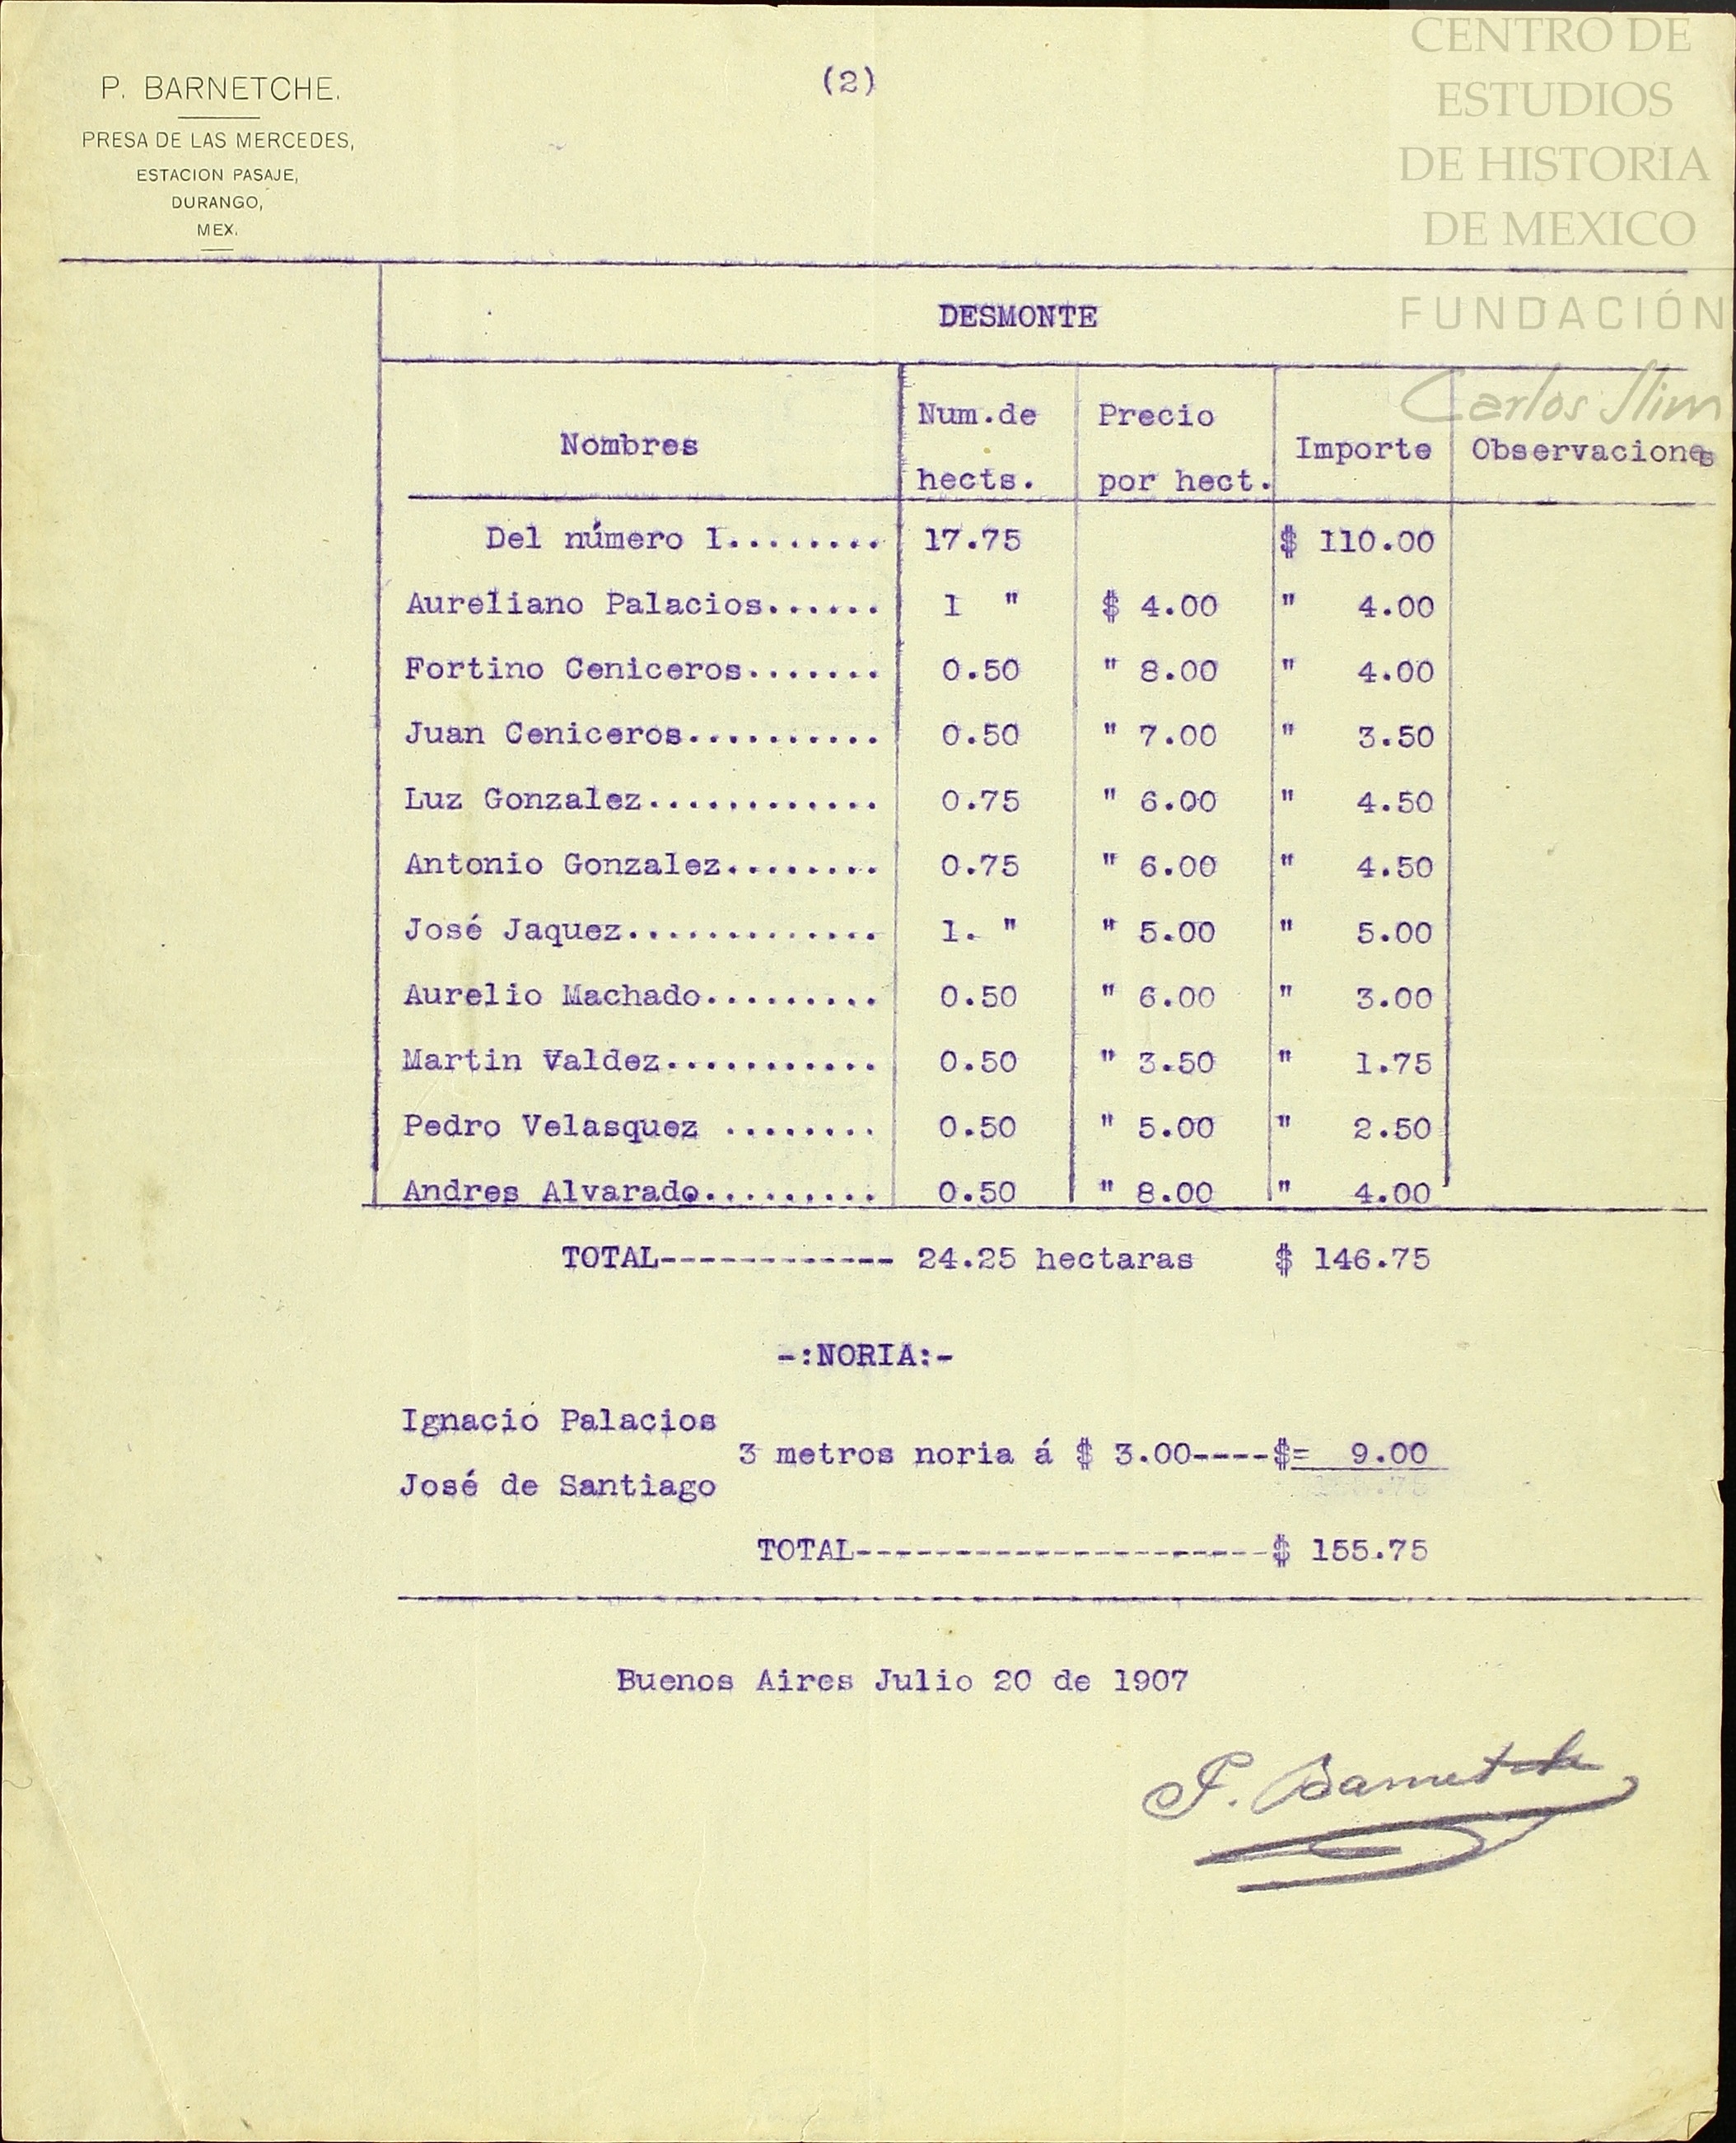 P. BARNETCHE.
PRESA DE LAS MERCEDES,
ESTACION PASAJE,
DURANGO,
MEX.
(2)
CENTRO DE
ESTUDIOS
DE HISTORIA
DE MEXICO
FUNDACIÓN
Carlos Slim
DESMONTE
Nombres Num.de hects. Precio por hect. Importe Observaciones
Del número I........ 17.75 $ 110.00
Aureliano Palacios...... 1 " $ 4.00 " 4.00
Fortino Ceniceros....... 0.50 " 8.00 " 4.00
Juan Ceniceros.......... 0.50 " 7.00 " 3.50
Luz Gonzalez............ 0.75 " 6.00 " 4.50
Antonio Gonzalez........ 0.75 " 6.00 " 4.50
José Jaquez............. 1. " " 5.00 " 5.00
Aurelio Machado......... 0.50 " 6.00 " 3.00
Martin Valdez........... 0.50 " 3.50 " 1.75
Pedro Velasquez ........ 0.50 " 5.00 " 2.50
Andres Alvarado......... 0.50 " 8.00 " 4.00
TOTAL------------ 24.25 hectaras $ 146.75
-:NORIA:-
Ignacio Palacios
3 metros noria á $ 3.00----$= 9.00
José de Santiago
TOTAL---------------------$ 155.75
Buenos Aires Julio 20 de 1907
P. Barnetche